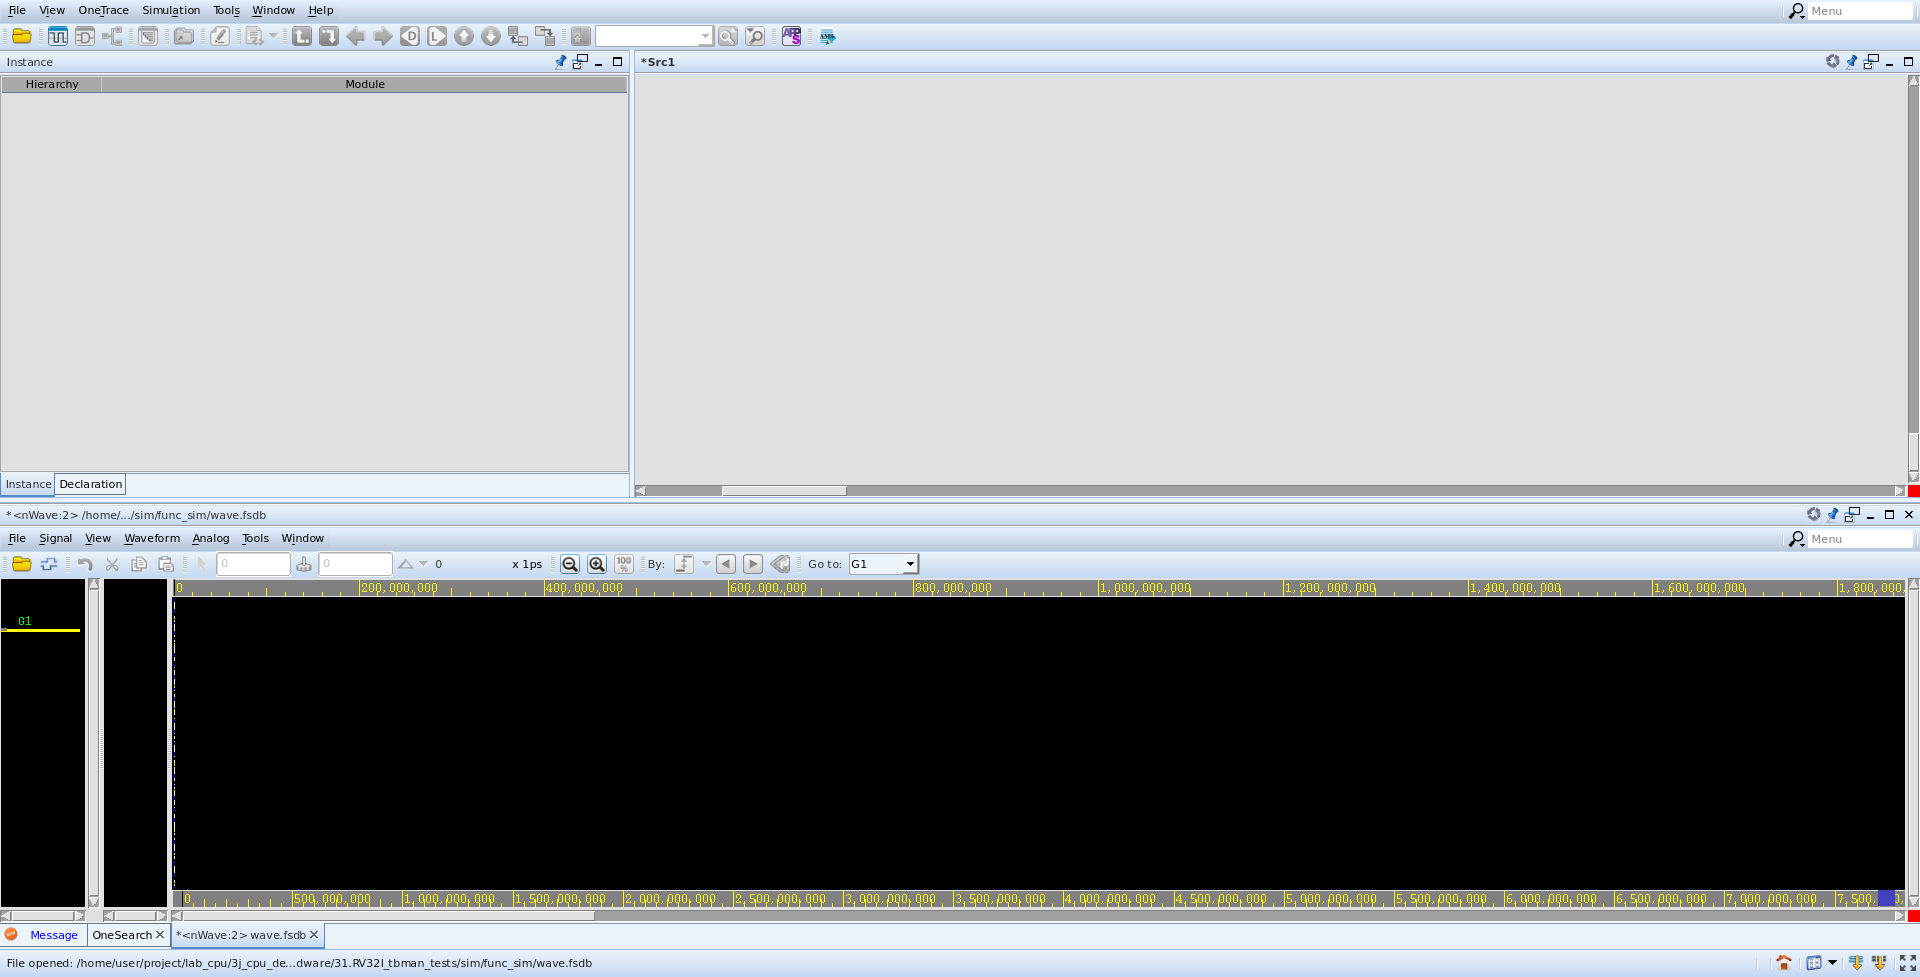 File View OneTrace Simulation Tools Window Help Menu
Instance *Src1
Hierarchy Module
Instance Declaration
*<nWave:2> /home/.../sim/func_sim/wave.fsdb
File Signal View Waveform Analog Tools Window Menu
0 0 0 x 1ps 100 % By: Go to: G1
0 200,000,000 400,000,000 600,000,000 800,000,000 1,000,000,000 1,200,000,000 1,400,000,000 1,600,000,000 1,800,000,
G1
0 500,000,000 1,000,000,000 1,500,000,000 2,000,000,000 2,500,000,000 3,000,000,000 3,500,000,000 4,000,000,000 4,500,000,000 5,000,000,000 5,500,000,000 6,000,000,000 6,500,000,000 7,000,000,000 7,500,
Message OneSearch *<nWave:2> wave.fsdb
File opened: /home/user/project/lab_cpu/3j_cpu_de...dware/31.RV32I_tbman_tests/sim/func_sim/wave.fsdb